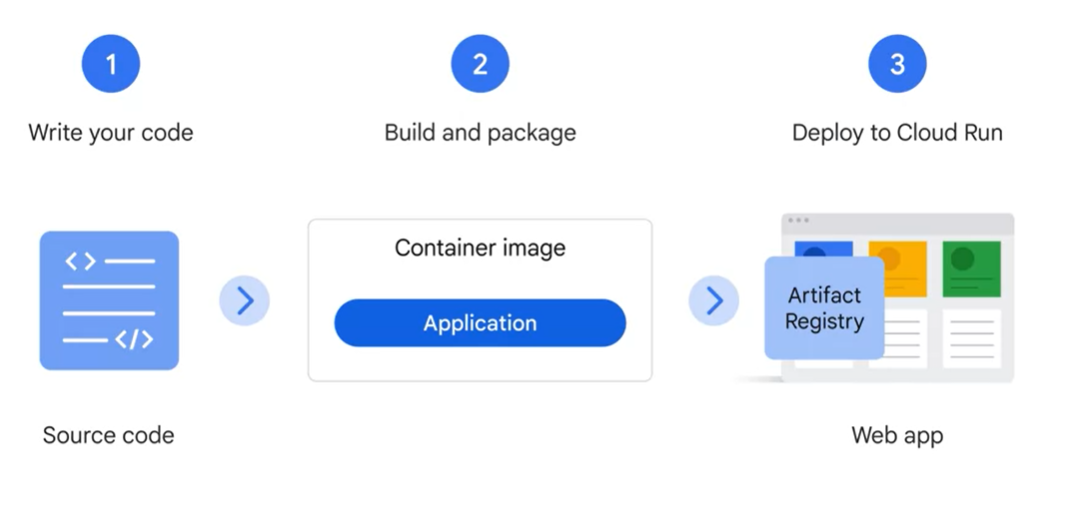 1
2
3
Write your code
Build and package
Deploy to Cloud Run
< >
</>
Container image
Application
Artifact
Registry
Source code
Web app